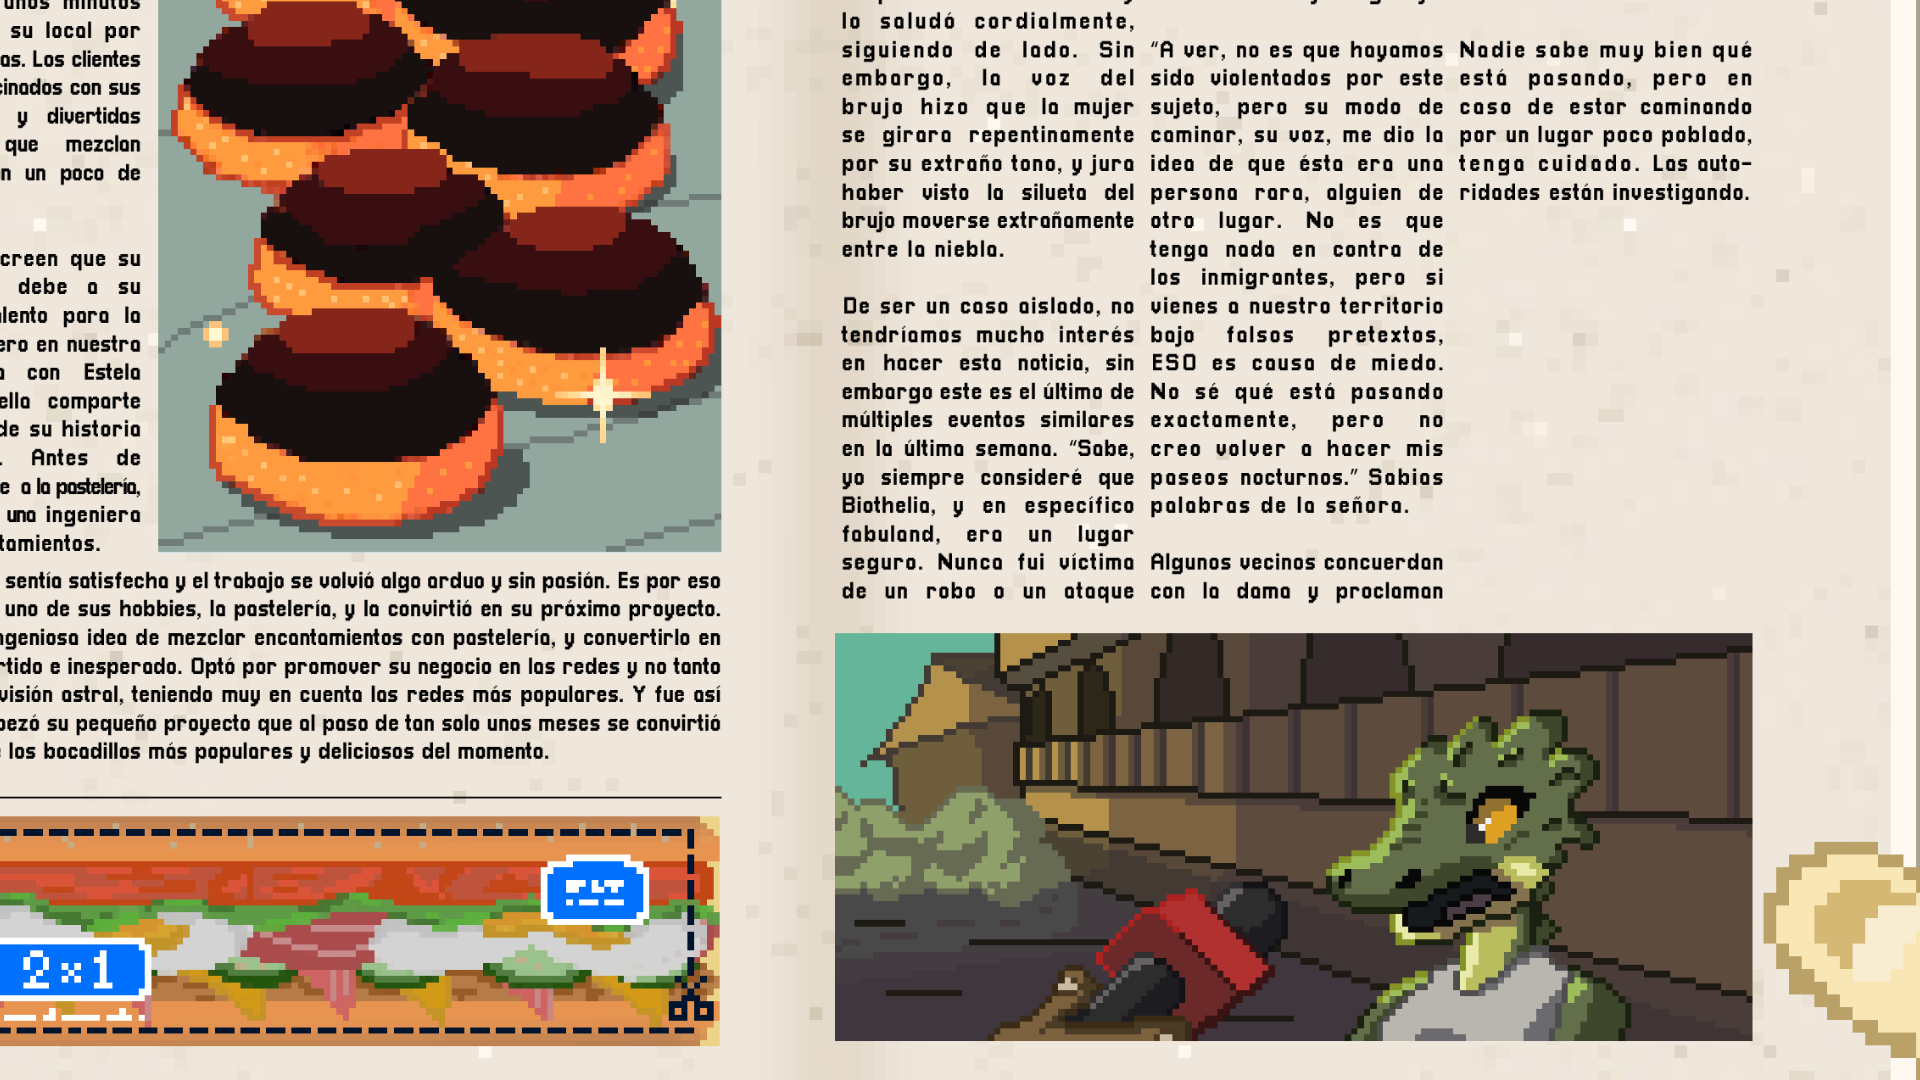 unos minutos
su local por
as. Los clientes
cinados con sus
y divertidas
que mezclan
n un poco de
creen que su
debe a su
alento para la
ero en nuestra
a con Estela
ella comparte
de su historia
. Antes de
e a la pastelería,
una ingeniera
tamientos.
sentía satisfecha y el trabajo se volvió algo arduo y sin pasión. Es por eso
uno de sus hobbies, la pastelería, y la convirtió en su próximo proyecto.
ngeniosa idea de mezclar encantamientos con pastelería, y convertirlo en
rtido e inesperado. Optó por promover su negocio en las redes y no tanto
visión astral, teniendo muy en cuenta las redes más populares. Y fue así
pezó su pequeño proyecto que al paso de tan solo unos meses se convirtió
e los bocadillos más populares y deliciosos del momento.
2x1
lo saludó cordialmente,
siguiendo de lado. Sin
embargo, la voz del
brujo hizo que la mujer
se girara repentinamente
por su extraño tono, y jura
haber visto la silueta del
brujo moverse extrañamente
entre la niebla.
De ser un caso aislado, no
tendríamos mucho interés
en hacer esta noticia, sin
embargo este es el último de
múltiples eventos similares
en la última semana. "Sabe,
yo siempre consideré que
Biothelia, y en específico
fabuland, era un lugar
seguro. Nunca fui víctima
de un robo o un ataque
"A ver, no es que hayamos
sido violentados por este
sujeto, pero su modo de
caminar, su voz, me dio la
idea de que ésta era una
persona rara, alguien de
otro lugar. No es que
tenga nada en contra de
los inmigrantes, pero si
vienes a nuestro territorio
bajo falsos pretextos,
ESO es causa de miedo.
No sé qué está pasando
exactamente, pero no
creo volver a hacer mis
paseos nocturnos." Sabias
palabras de la señora.
Algunos vecinos concuerdan
con la dama y proclaman
Nadie sabe muy bien qué
está pasando, pero en
caso de estar caminando
por un lugar poco poblado,
tenga cuidado. Las auto-
ridades están investigando.